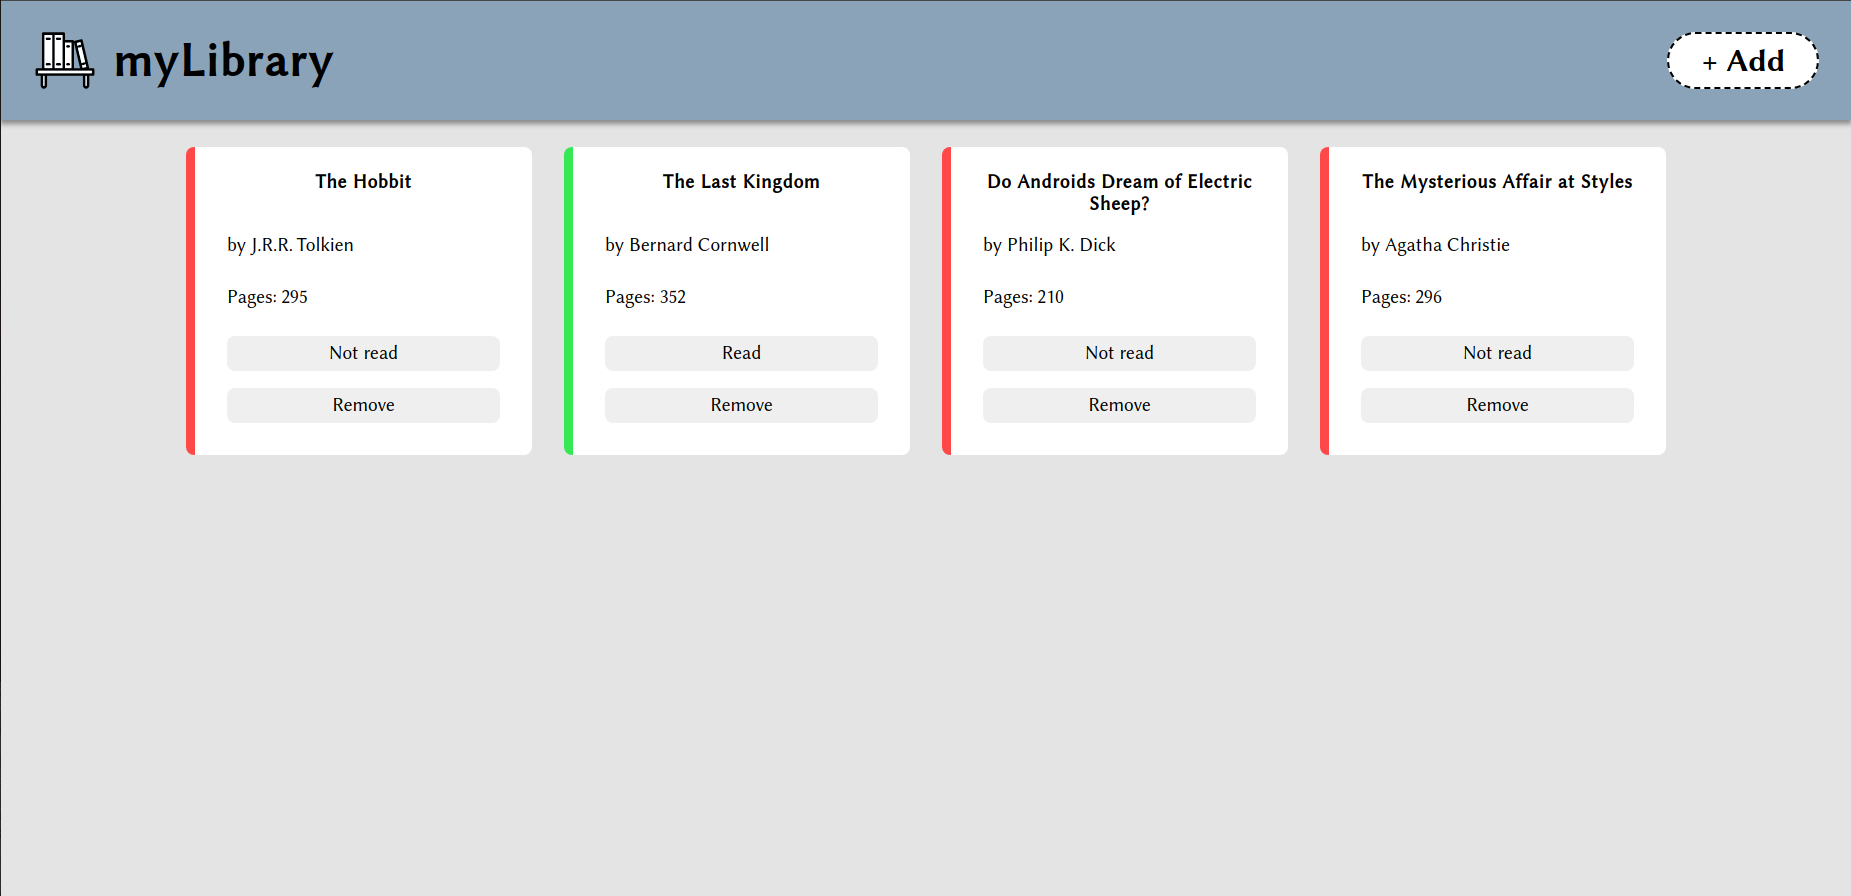 myLibrary
+ Add
The Hobbit
by J.R.R. Tolkien
Pages: 295
Not read
Remove
The Last Kingdom
by Bernard Cornwell
Pages: 352
Read
Remove
Do Androids Dream of Electric
Sheep?
by Philip K. Dick
Pages: 210
Not read
Remove
The Mysterious Affair at Styles
by Agatha Christie
Pages: 296
Not read
Remove